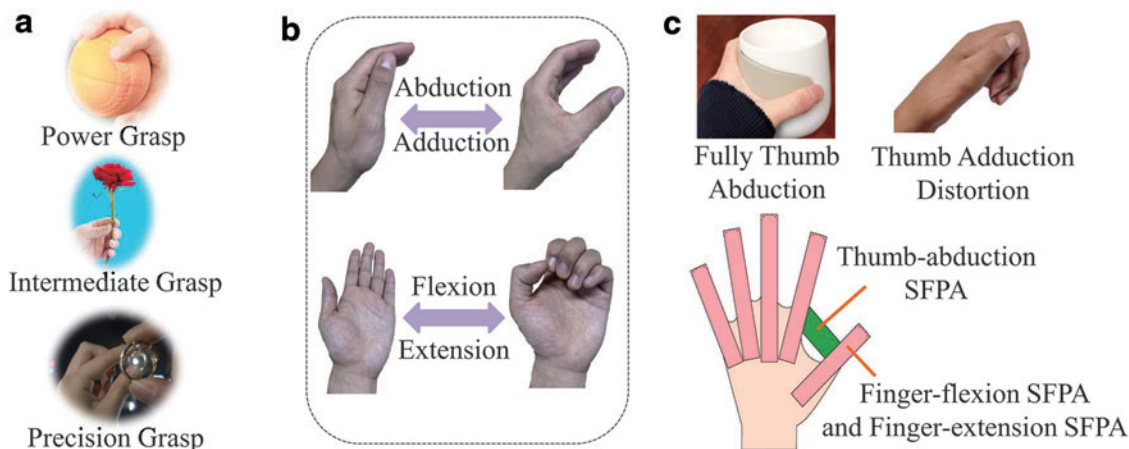 a
Power Grasp
Intermediate Grasp
Precision Grasp
b
Abduction
Adduction
Flexion
Extension
c
Fully Thumb
Abduction
Thumb Adduction
Distortion
Thumb-abduction
SFPA
Finger-flexion SFPA
and Finger-extension SFPA